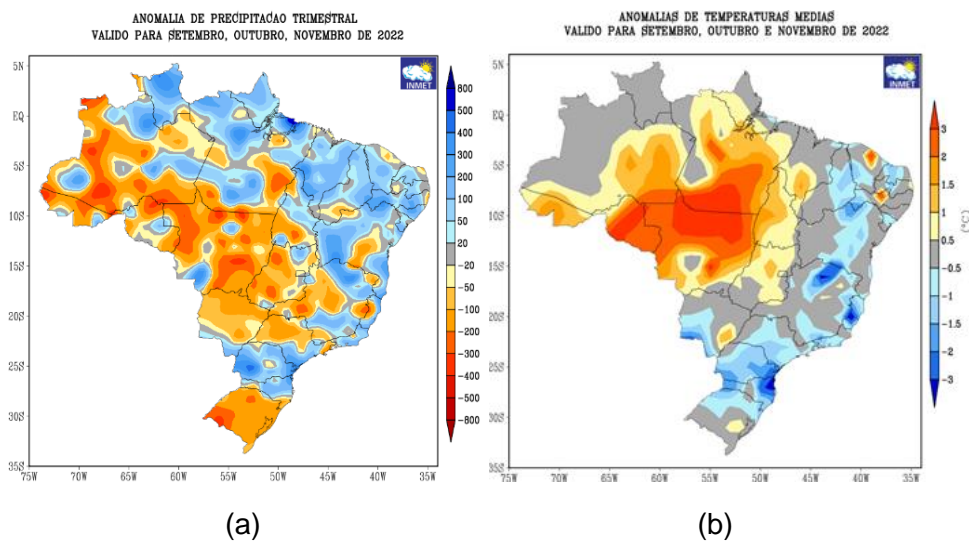 ANOMALIA DE PRECIPITACAO TRIMESTRAL
VALIDO PARA SETEMBRO, OUTUBRO, NOVEMBRO DE 2022
INMET
5N
EQ
5S
10S
15S
20S
25S
30S
35S
75W
70W
65W
60W
55W
50W
45W
40W
35W
800
400
300
200
100
50
20
-20
-50
-100
-200
-300
-400
-500
-600
(a)
ANOMALIAS DE TEMPERATURAS MEDIAS
VALIDO PARA SETEMBRO, OUTUBRO E NOVEMBRO DE 2022
INMET
5N
EQ
5S
10S
15S
20S
25S
30S
35S
75W
70W
65W
60W
55W
50W
45W
40W
35W
3
2
1.5
1
0.5
-0.5
-1
-1.5
-2
-3
(°C)
(b)